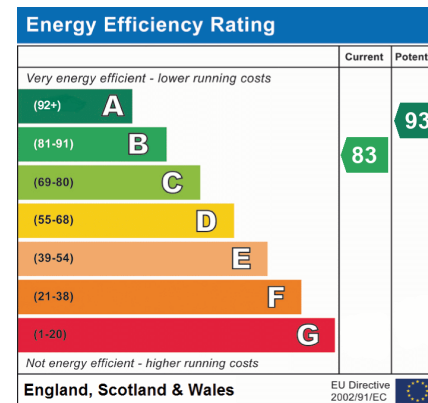 Energy Efficiency Rating
Current Potent
Very energy efficient - lower running costs
(92+) A
93
(81-91) B
83
(69-80) C
(55-68) D
(39-54) E
(21-38) F
(1-20) G
Not energy efficient - higher running costs
England, Scotland & Wales
EU Directive
2002/91/EC